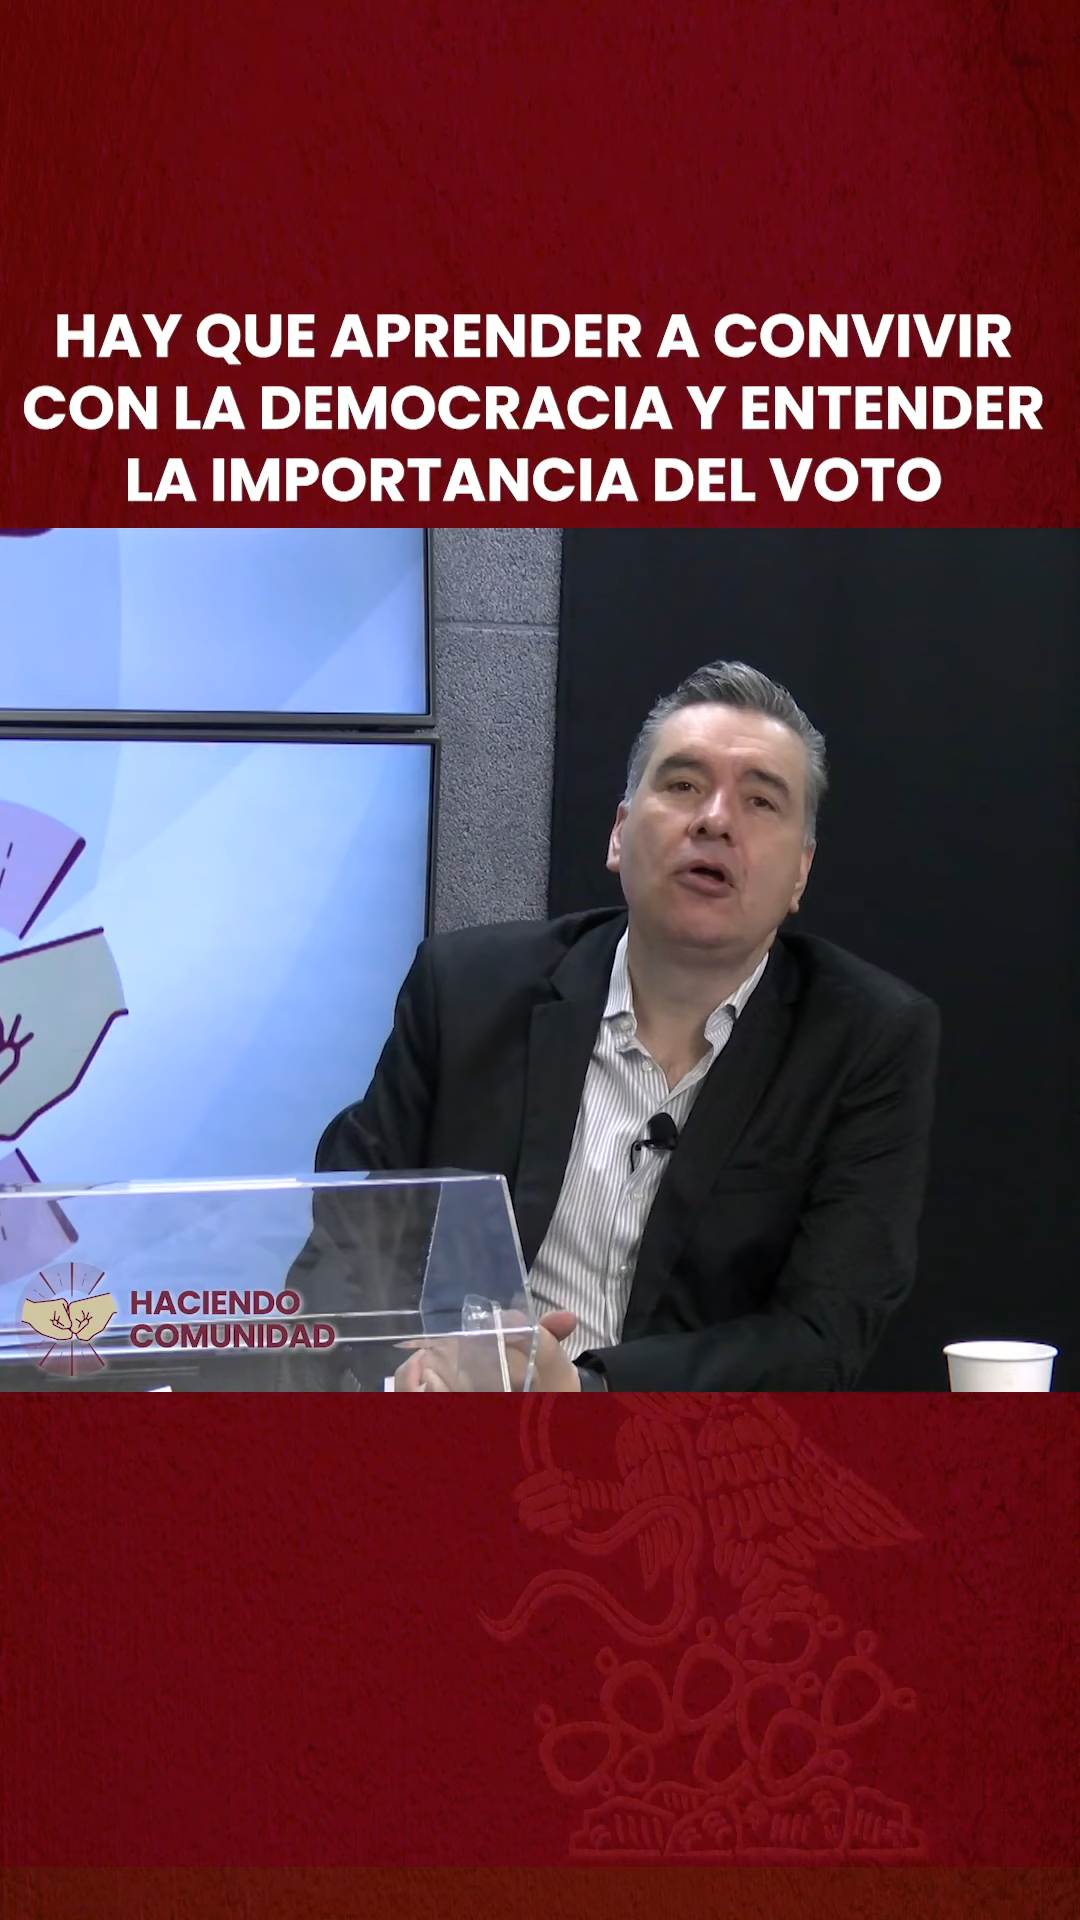 HAY QUE APRENDER A CONVIVIR
CON LA DEMOCRACIA Y ENTENDER
LA IMPORTANCIA DEL VOTO
HACIENDO
COMUNIDAD